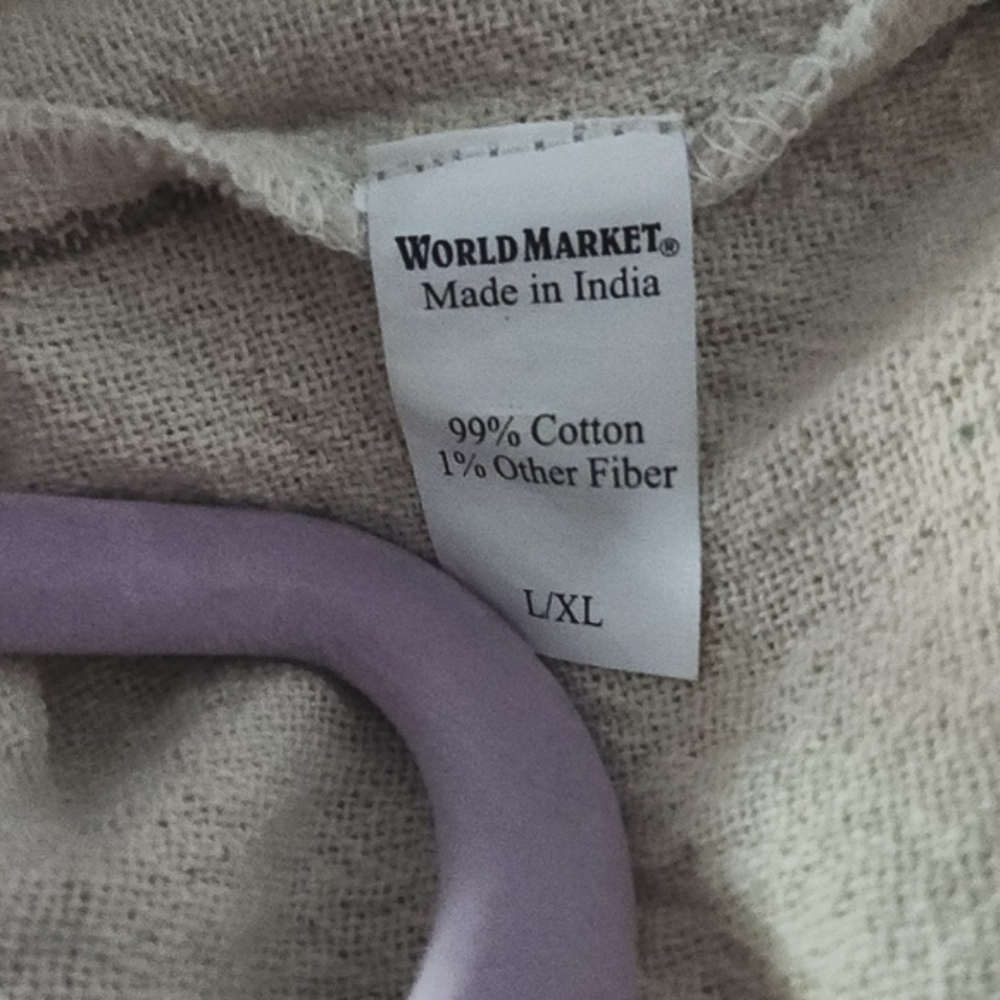 WORLD MARKET®
Made in India
99% Cotton
1% Other Fiber
L/XL